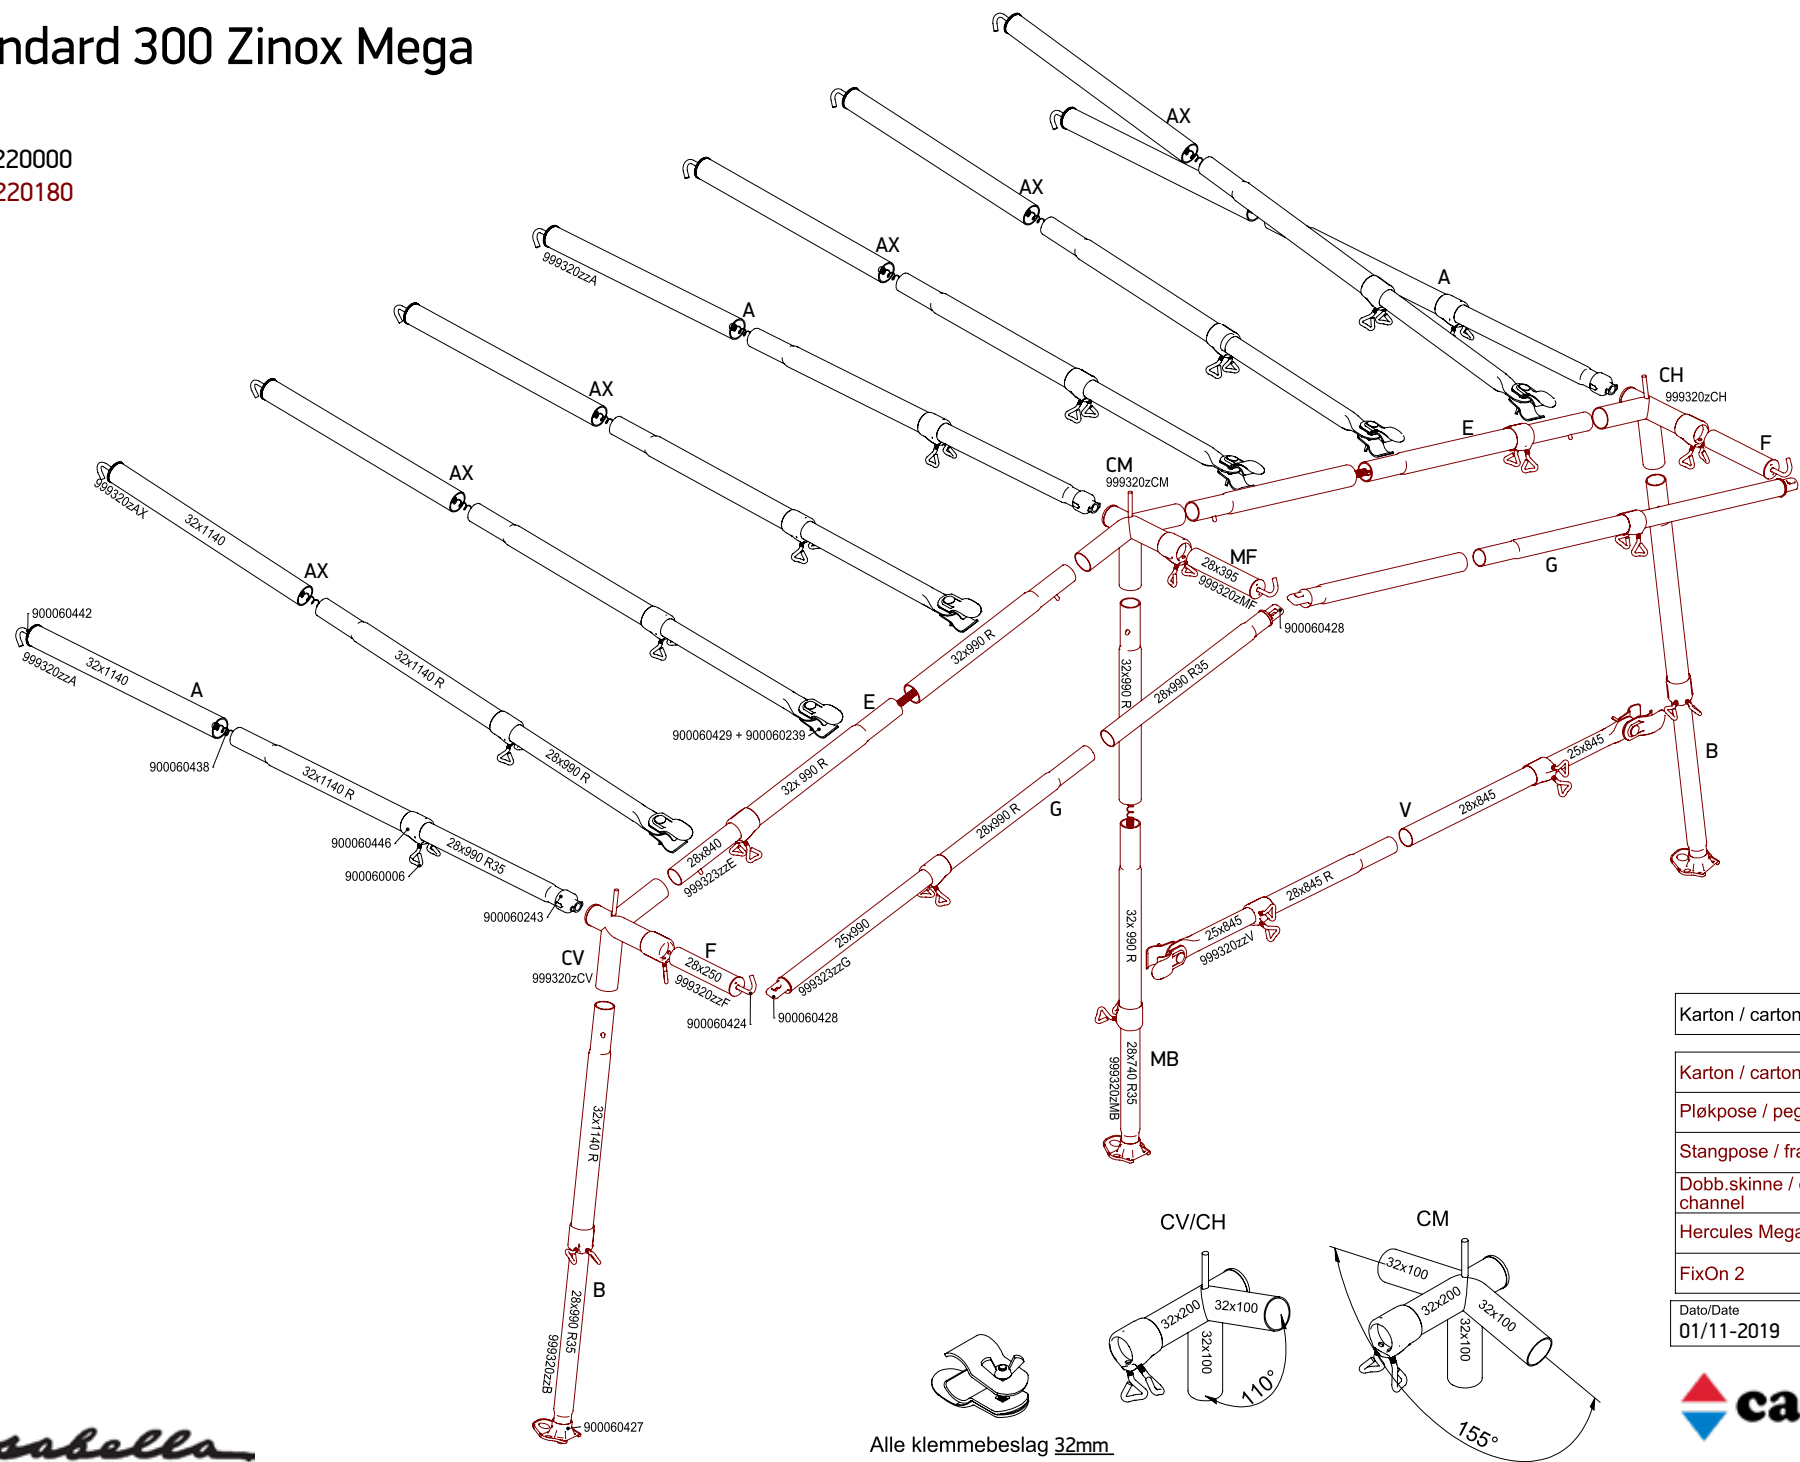 ndard 300 Zinox Mega
220000
220180
AX
AX
AX
A
999320zzA
A
AX
CH
999320zCH
E
F
CM
999320zCM
AX
999320zAX
32x1140
MF
28x395
999320zMF
G
900060428
AX
900060442
32x1140
999320zzA
A
32x1140 R
32x990 R
32x990 R
28x990 R35
E
900060429 + 900060239
900060438
32x1140 R
28x990 R
32x 990 R
B
25x845
28x845
V
G
28x990 R
900060446
28x990 R35
900060006
28x840
999323zzE
28x845 R
900060243
25x990
999323zzG
32x 990 R
25x845
999320zzV
CV
999320zCV
F
28x250
999320zzF
900060424
900060428
Karton / carton
MB
28x740 R35
999320zMB
Karton / carton
Pløkpose / peg
32x1140 R
Stangpose / fra
Dobb.skinne /
channel
Hercules Mega
FixOn 2
Dato/Date
01/11-2019
CV/CH
32x200
32x100
32x100
110°
CM
32x100
32x200
32x100
32x100
155°
B
28x990 R35
999320zzB
900060427
Alle klemmebeslag 32mm
sabella
ca